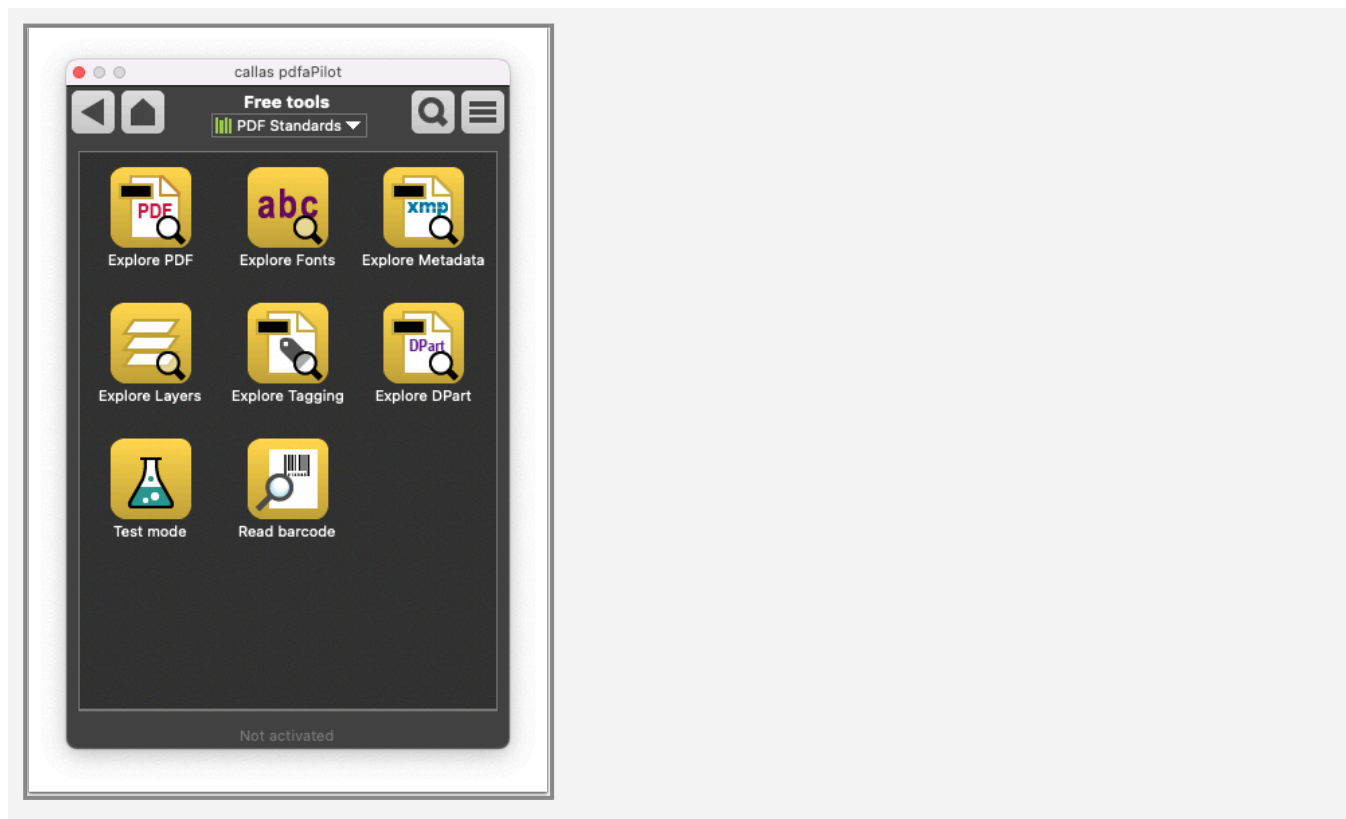 callas pdfaPilot
Free tools
PDF Standards
PDF
abc
xmp
Explore PDF
Explore Fonts
Explore Metadata
DPart
Explore Layers
Explore Tagging
Explore DPart
Test mode
Read barcode
Not activated